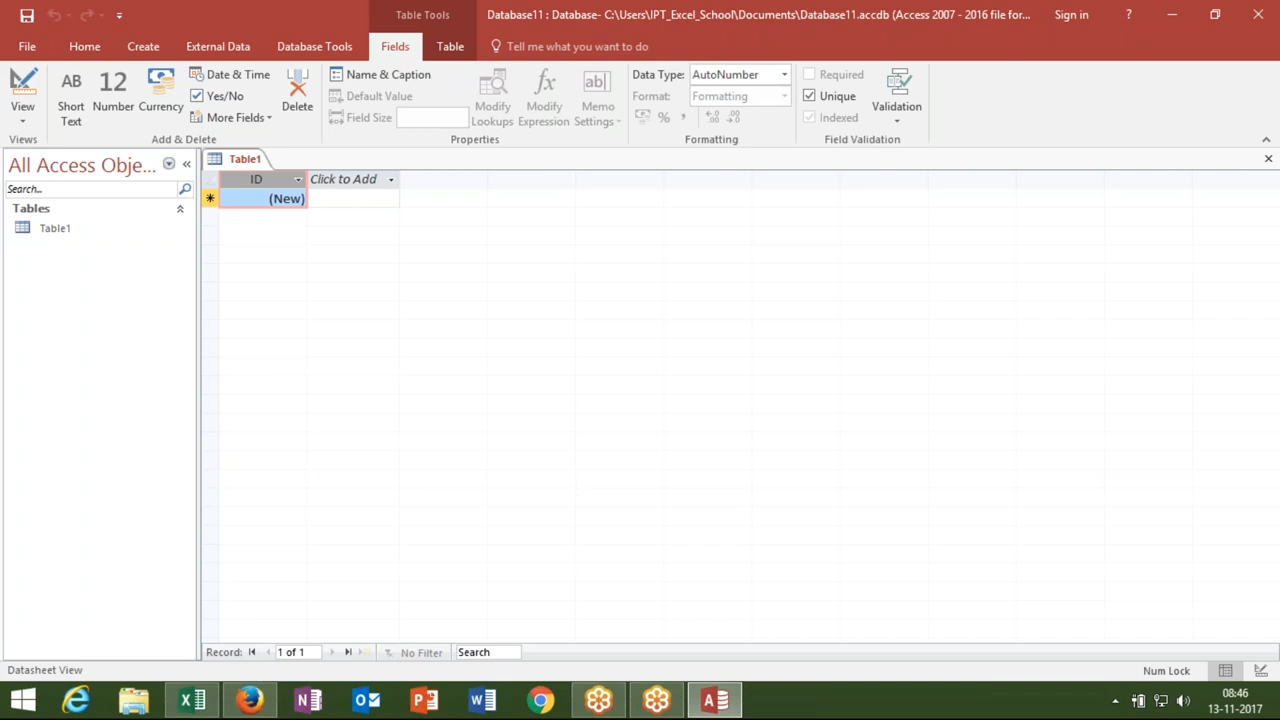 Table Tools
Database11 : Database- C:\Users\IPT_Excel_School\Documents\Database11.accdb (Access 2007 - 2016 file for...
Sign in
?
File
Home
Create
External Data
Database Tools
Fields
Table
Tell me what you want to do
View
AB
Short
Text
12
Number
Currency
Date & Time
Yes/No
More Fields
Delete
Name & Caption
Default Value
Field Size
Modify
Lookups
fx
Modify
Expression
ab|
Memo
Settings
Data Type:
AutoNumber
Format:
Formatting
%
Required
Unique
Indexed
Validation
Views
Add & Delete
Properties
Formatting
Field Validation
All Access Obje...
Search...
Tables
Table1
Table1
ID
Click to Add
(New)
Record:
1 of 1
No Filter
Search
Datasheet View
Num Lock
08:46
13-11-2017